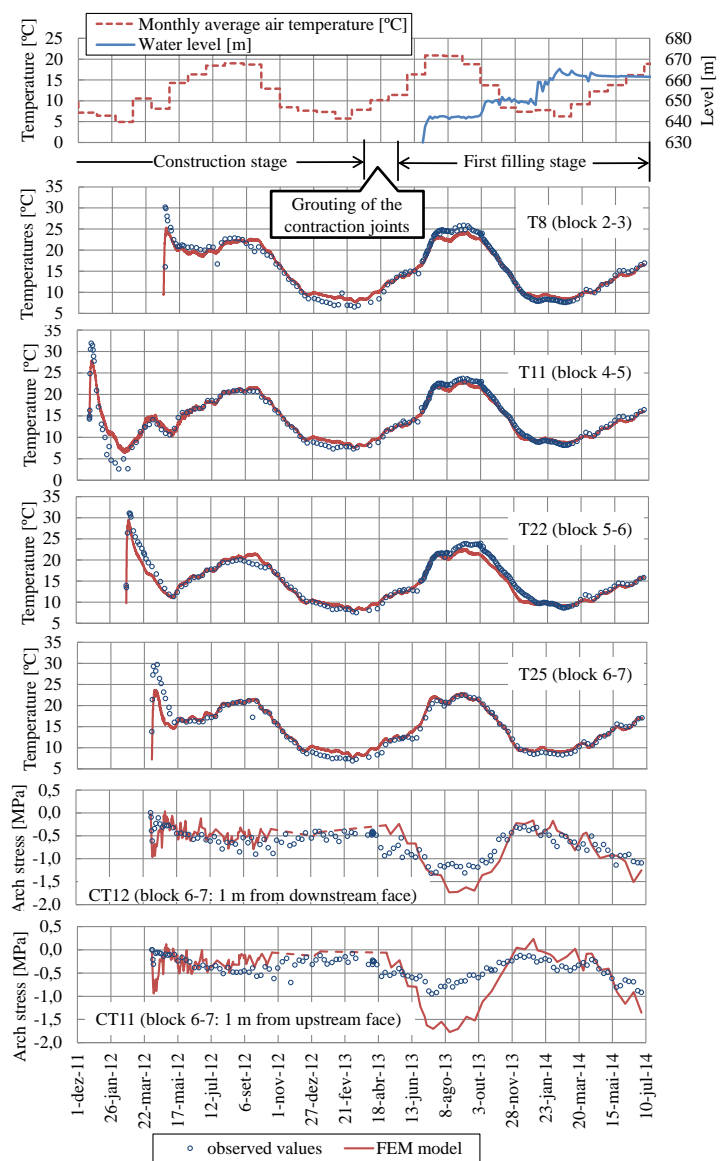 Monthly average air temperature [ºC]
Water level [m]
Temperature [ºC]
25
20
15
10
5
0
680
670
660
650
640
630
Level [m]
Construction stage
First filling stage
Grouting of the
contraction joints
Temperatures [ºC]
35
30
25
20
15
10
5
T8 (block 2-3)
Temperature [ºC]
35
30
25
20
15
10
5
0
T11 (block 4-5)
Temperature [ºC]
35
30
25
20
15
10
5
T22 (block 5-6)
Temperature [ºC]
35
30
25
20
15
10
5
T25 (block 6-7)
Arch stress [MPa]
0,5
0,0
-0,5
-1,0
-1,5
-2,0
CT12 (block 6-7: 1 m from downstream face)
Arch stress [MPa]
0,5
0,0
-0,5
-1,0
-1,5
-2,0
CT11 (block 6-7: 1 m from upstream face)
1-dez-11
26-jan-12
22-mar-12
17-mai-12
12-jul-12
6-set-12
1-nov-12
27-dez-12
21-fev-13
18-abr-13
13-jun-13
8-ago-13
3-out-13
28-nov-13
23-jan-14
20-mar-14
15-mai-14
10-jul-14
observed values
FEM model